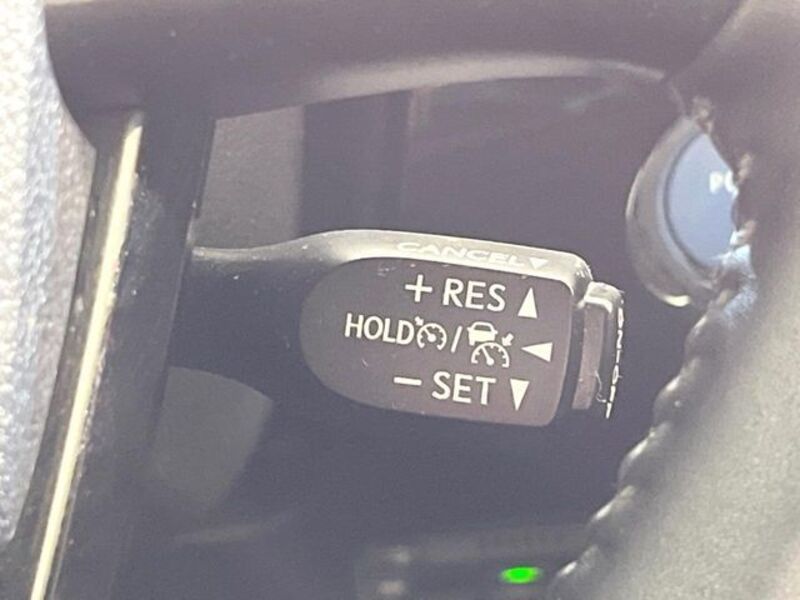 CANCEL▼
+ RES ▲
HOLD / ◀
− SET ▼